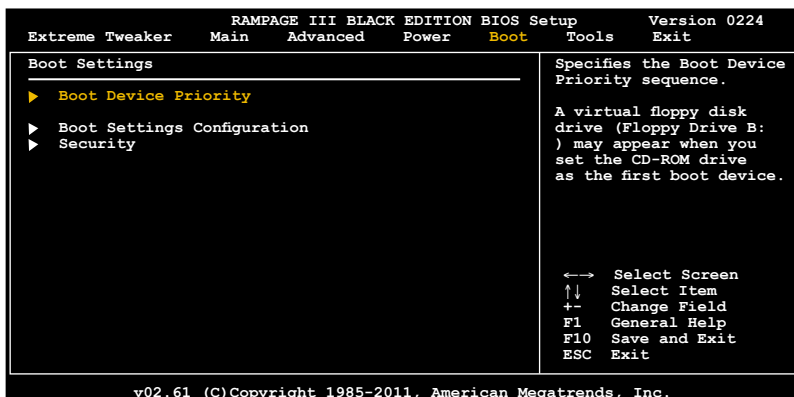 RAMPAGE III BLACK EDITION BIOS Setup Version 0224
Extreme Tweaker Main Advanced Power Boot Tools Exit
Boot Settings
Boot Device Priority
Boot Settings Configuration
Security
Specifies the Boot Device
Priority sequence.
A virtual floppy disk
drive (Floppy Drive B:
) may appear when you
set the CD-ROM drive
as the first boot device.
←→ Select Screen
↑↓ Select Item
+- Change Field
F1 General Help
F10 Save and Exit
ESC Exit
v02.61 (C)Copyright 1985-2011, American Megatrends, Inc.